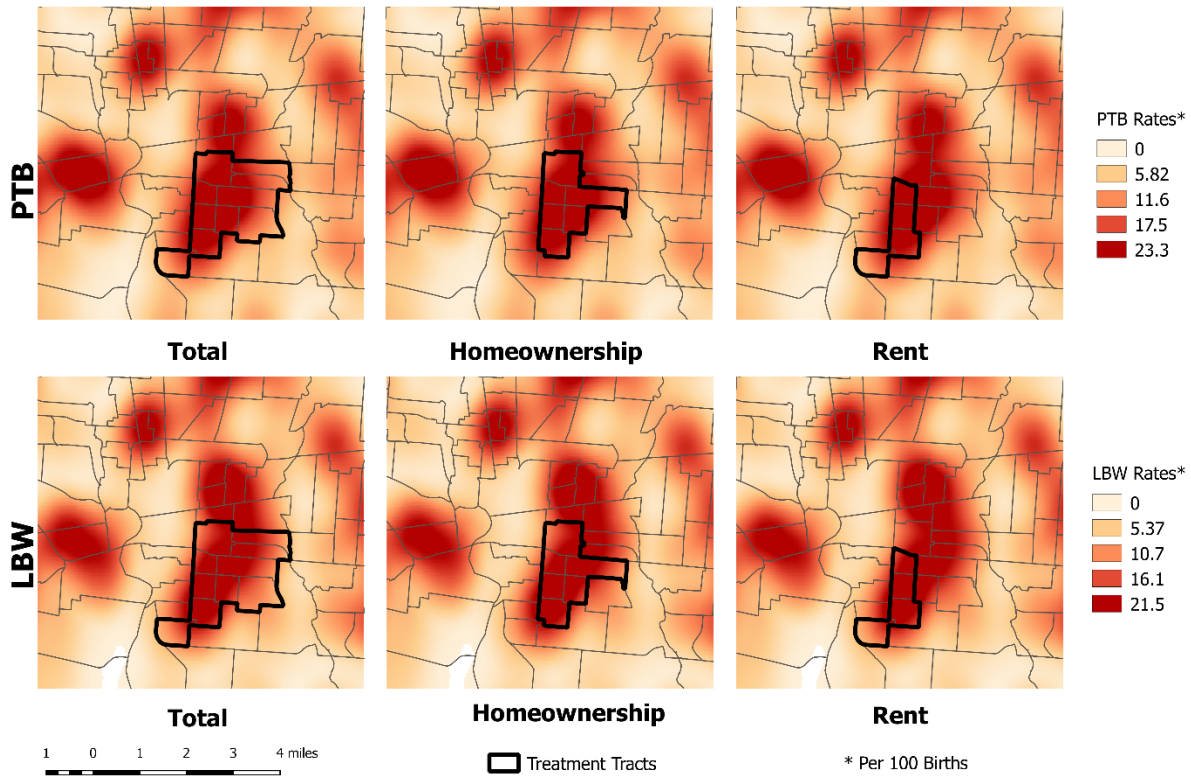 PTB
PTB Rates*
0
5.82
11.6
17.5
23.3
Total
Homeownership
Rent
LBW
LBW Rates*
0
5.37
10.7
16.1
21.5
Total
Homeownership
Rent
1 0 1 2 3 4 miles
Treatment Tracts
* Per 100 Births